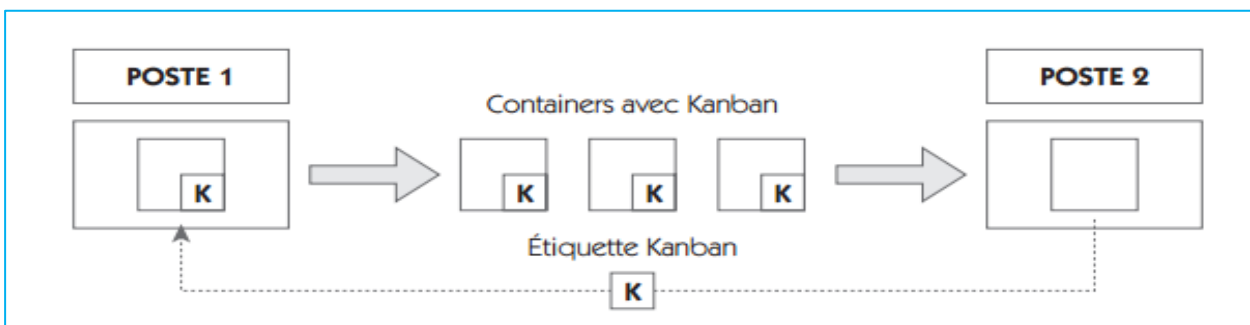 POSTE 1
POSTE 2
Containers avec Kanban
K
K
K
K
Étiquette Kanban
K